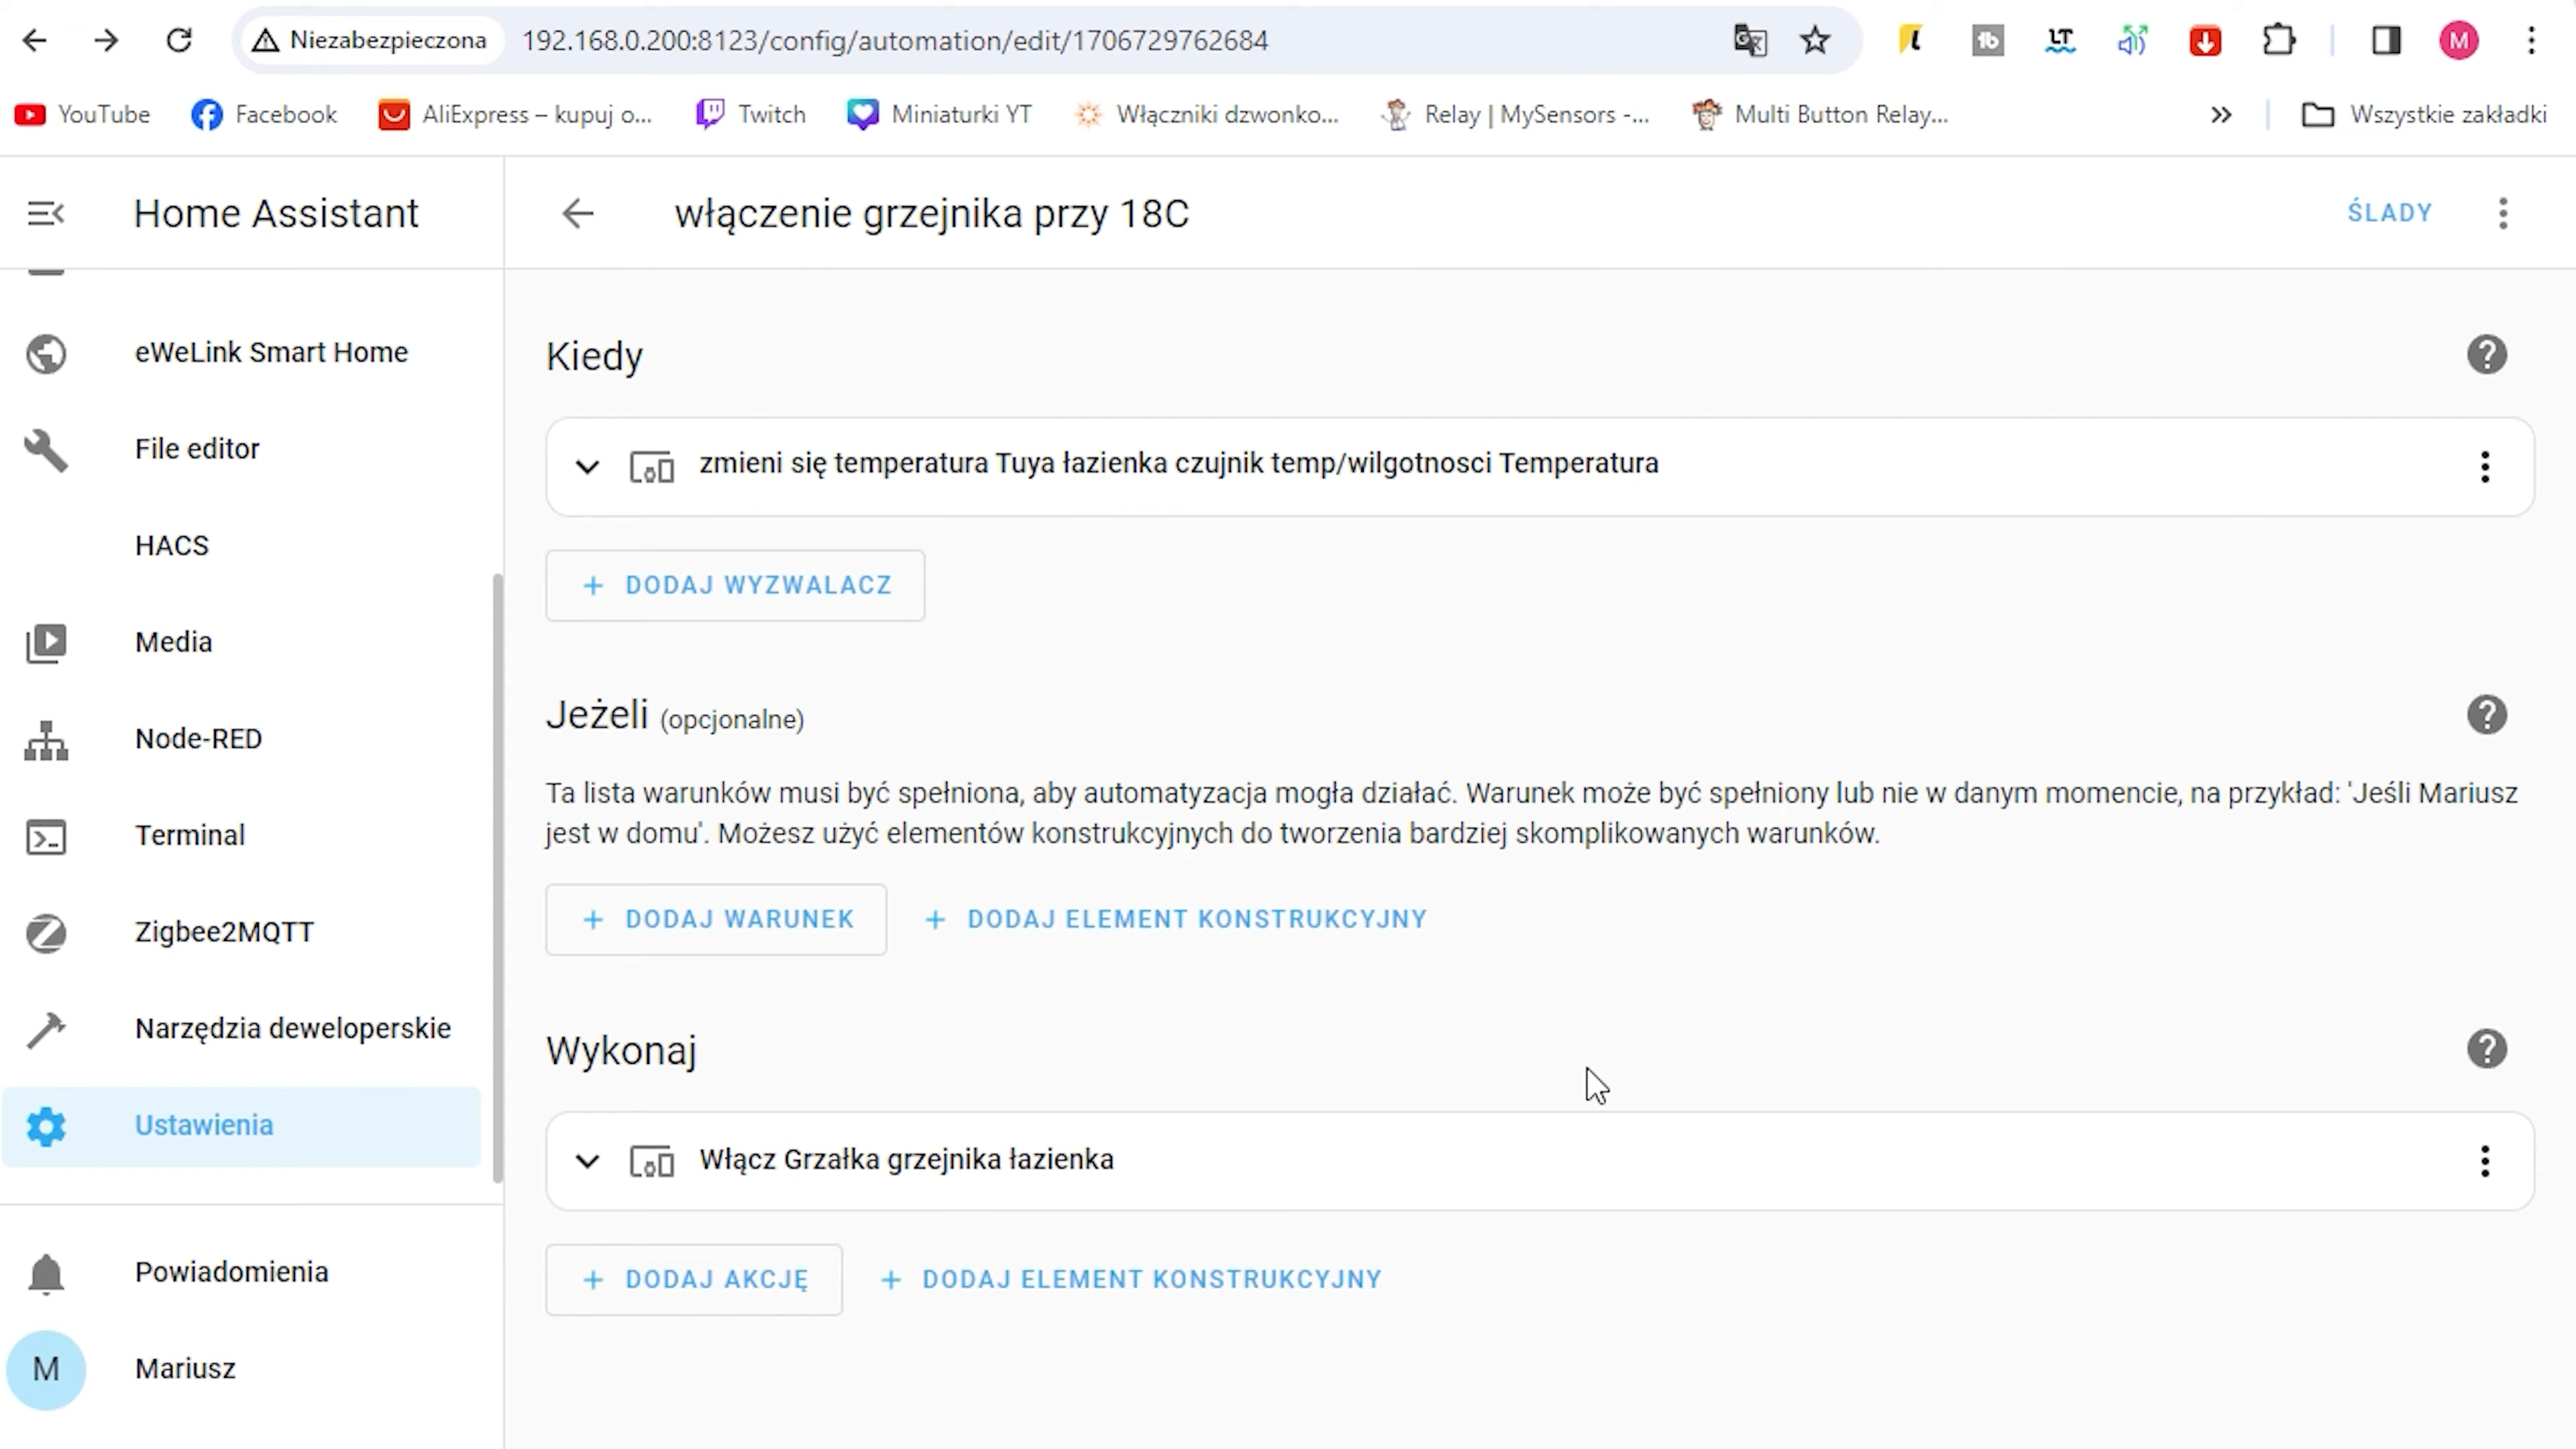 Niezabezpieczona 192.168.0.200:8123/config/automation/edit/1706729762684
YouTube Facebook AliExpress – kupuj o... Twitch Miniaturki YT Włączniki dzwonko... Relay | MySensors -... Multi Button Relay... Wszystkie zakładki
Home Assistant
włączenie grzejnika przy 18C
ŚLADY
eWeLink Smart Home
File editor
HACS
Media
Node-RED
Terminal
Zigbee2MQTT
Narzędzia deweloperskie
Ustawienia
Powiadomienia
M Mariusz
Kiedy
zmieni się temperatura Tuya łazienka czujnik temp/wilgotnosci Temperatura
+ DODAJ WYZWALACZ
Jeżeli (opcjonalne)
Ta lista warunków musi być spełniona, aby automatyzacja mogła działać. Warunek może być spełniony lub nie w danym momencie, na przykład: 'Jeśli Mariusz
jest w domu'. Możesz użyć elementów konstrukcyjnych do tworzenia bardziej skomplikowanych warunków.
+ DODAJ WARUNEK + DODAJ ELEMENT KONSTRUKCYJNY
Wykonaj
Włącz Grzałka grzejnika łazienka
+ DODAJ AKCJĘ + DODAJ ELEMENT KONSTRUKCYJNY